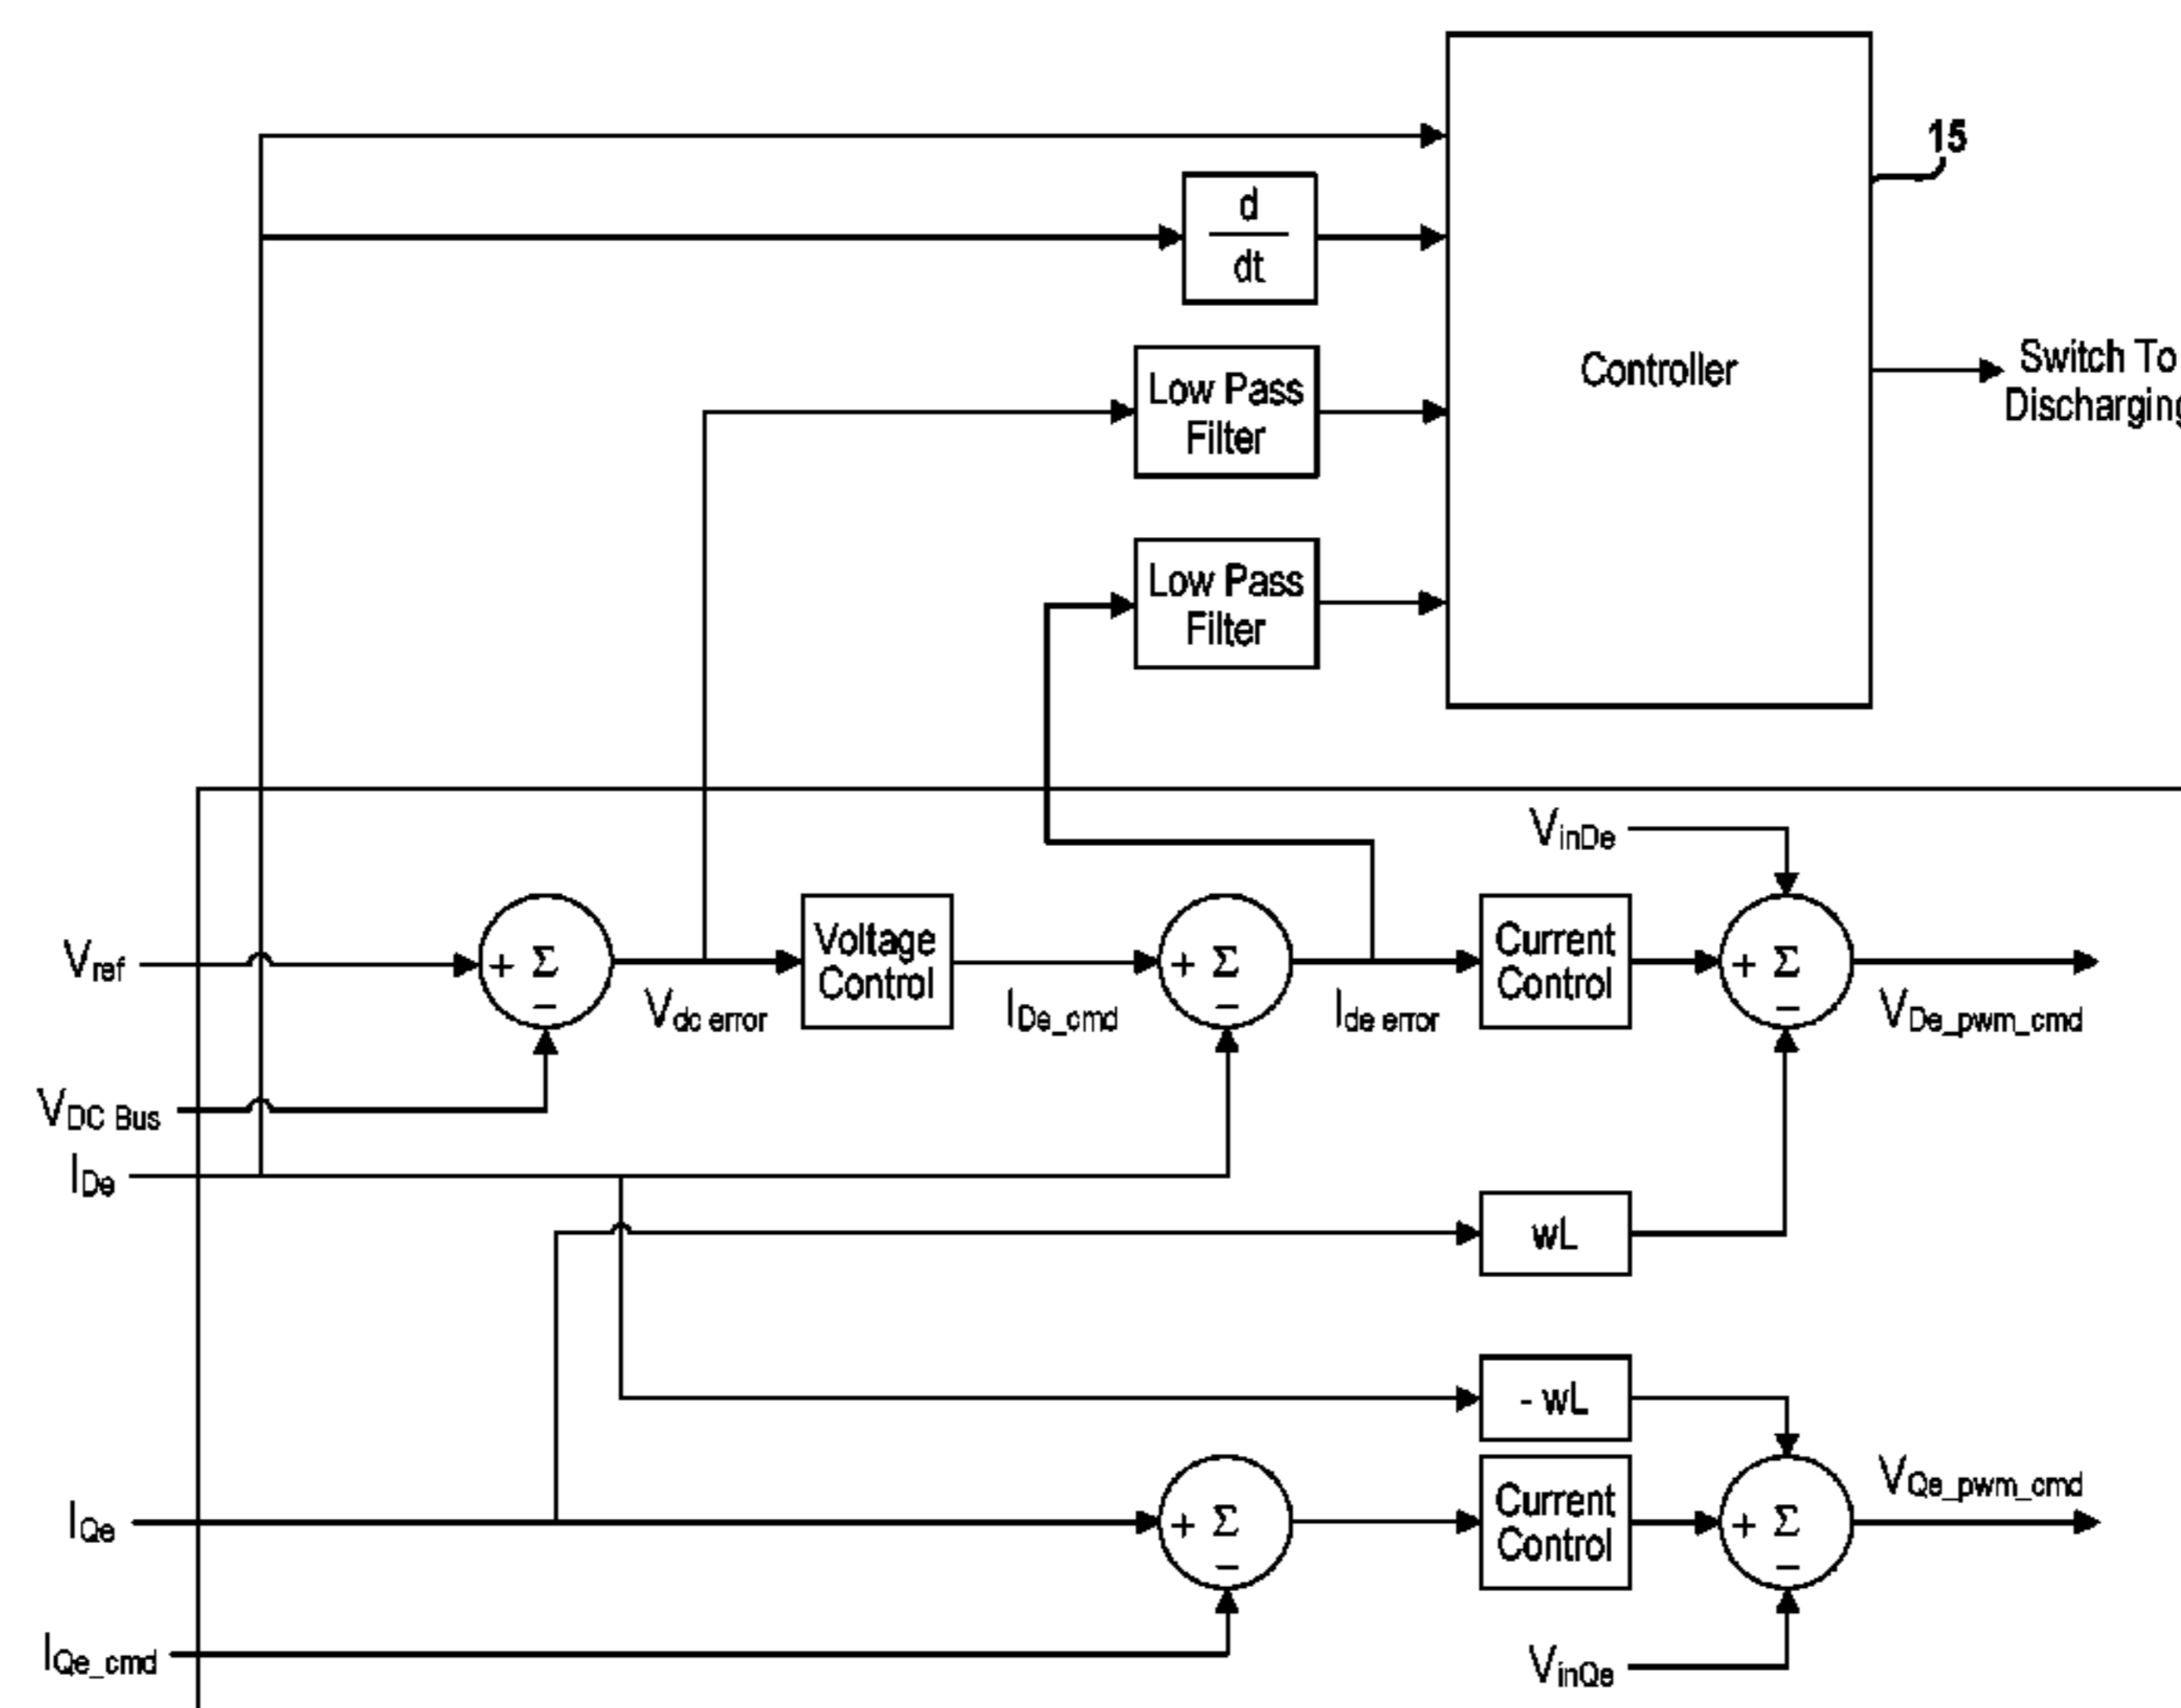 15
d
dt
Low Pass
Filter
Controller
Switch To
Discharging
Low Pass
Filter
VinDe
Vref
+ Σ
−
Vdc error
Voltage
Control
IDe_cmd
+ Σ
−
Ide error
Current
Control
+ Σ
−
VDe_pwm_cmd
VDC Bus
IDe
wL
- wL
IQe
+ Σ
−
Current
Control
+ Σ
−
VQe_pwm_cmd
IQe_cmd
VinQe